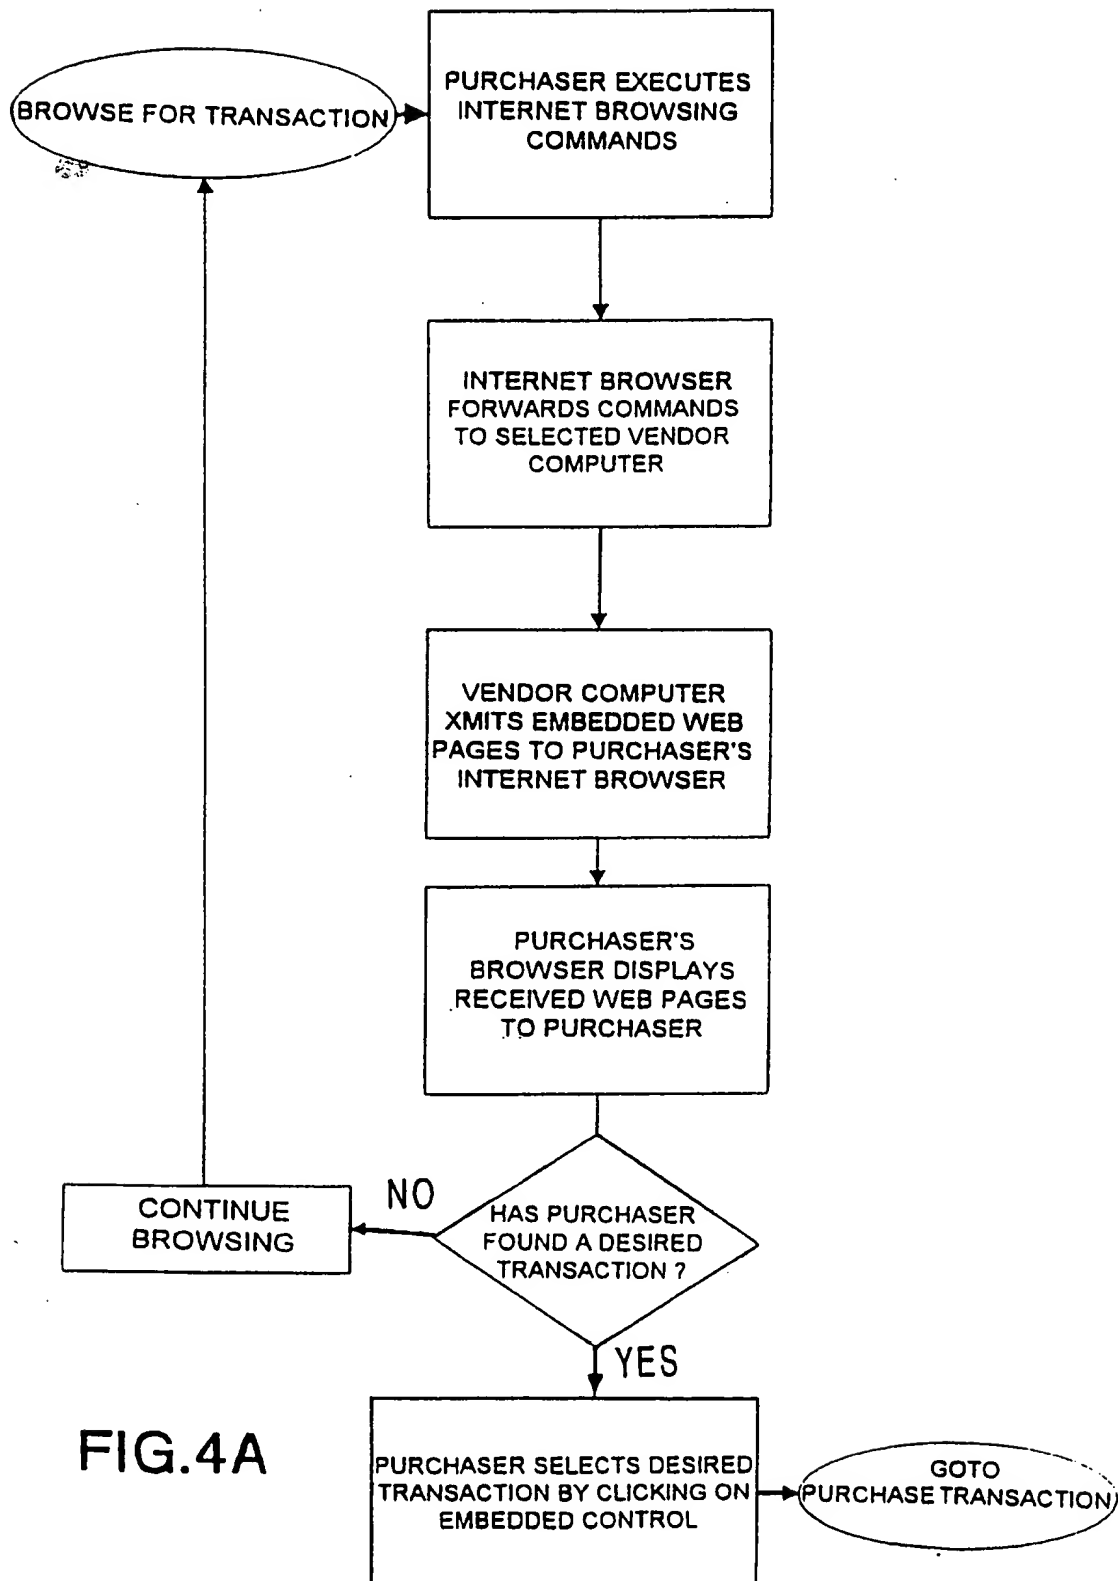 BROWSE FOR TRANSACTION
PURCHASER EXECUTES
INTERNET BROWSING
COMMANDS
INTERNET BROWSER
FORWARDS COMMANDS
TO SELECTED VENDOR
COMPUTER
VENDOR COMPUTER
XMITS EMBEDDED WEB
PAGES TO PURCHASER'S
INTERNET BROWSER
PURCHASER'S
BROWSER DISPLAYS
RECEIVED WEB PAGES
TO PURCHASER
HAS PURCHASER
FOUND A DESIRED
TRANSACTION ?
NO
CONTINUE
BROWSING
YES
PURCHASER SELECTS DESIRED
TRANSACTION BY CLICKING ON
EMBEDDED CONTROL
GOTO
PURCHASE TRANSACTION
FIG.4A